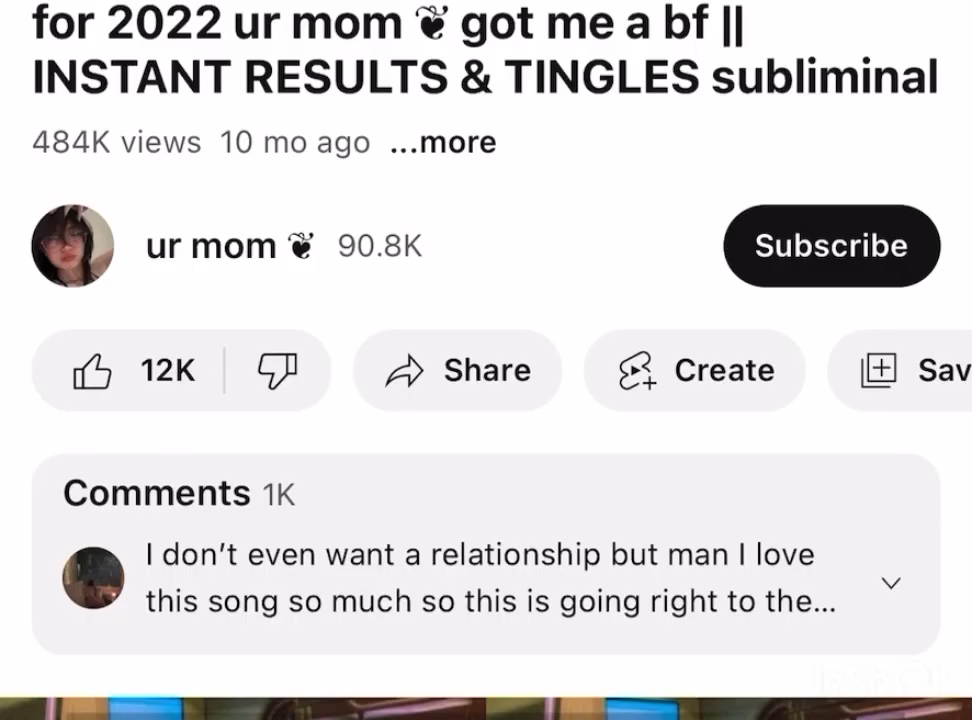 for 2022 ur mom ❦ got me a bf ||
INSTANT RESULTS & TINGLES subliminal
484K views 10 mo ago ...more
ur mom ❦ 90.8K
Subscribe
12K
Share
Create
Sav
Comments 1K
I don't even want a relationship but man I love
this song so much so this is going right to the...